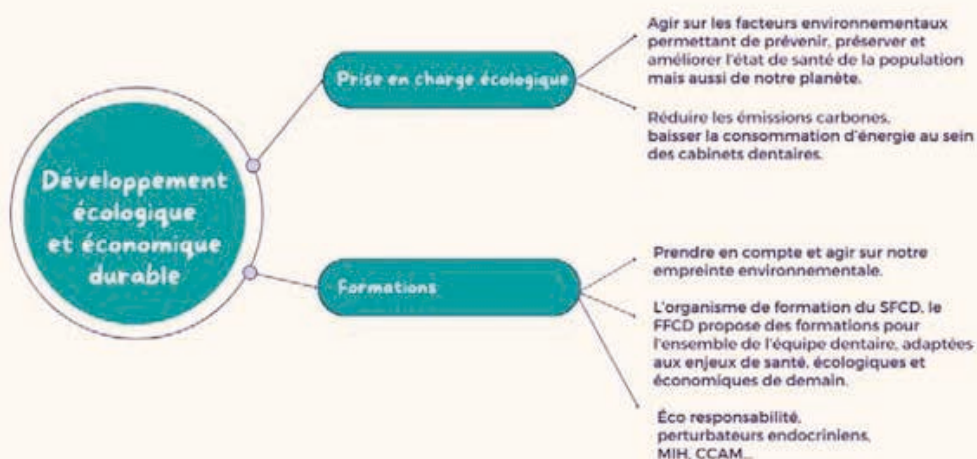 Développement
écologique
et économique
durable
Prise en charge écologique
Agir sur les facteurs environnementaux
permettant de prévenir, préserver et
améliorer l'état de santé de la population
mais aussi de notre planète.
Réduire les émissions carbones,
baisser la consommation d'énergie au sein
des cabinets dentaires.
Formations
Prendre en compte et agir sur notre
empreinte environnementale.
L'organisme de formation du SFCD, le
FFCD propose des formations pour
l'ensemble de l'équipe dentaire, adaptées
aux enjeux de santé, écologiques et
économiques de demain.
Éco responsabilité,
perturbateurs endocriniens,
MIH, CCAM...